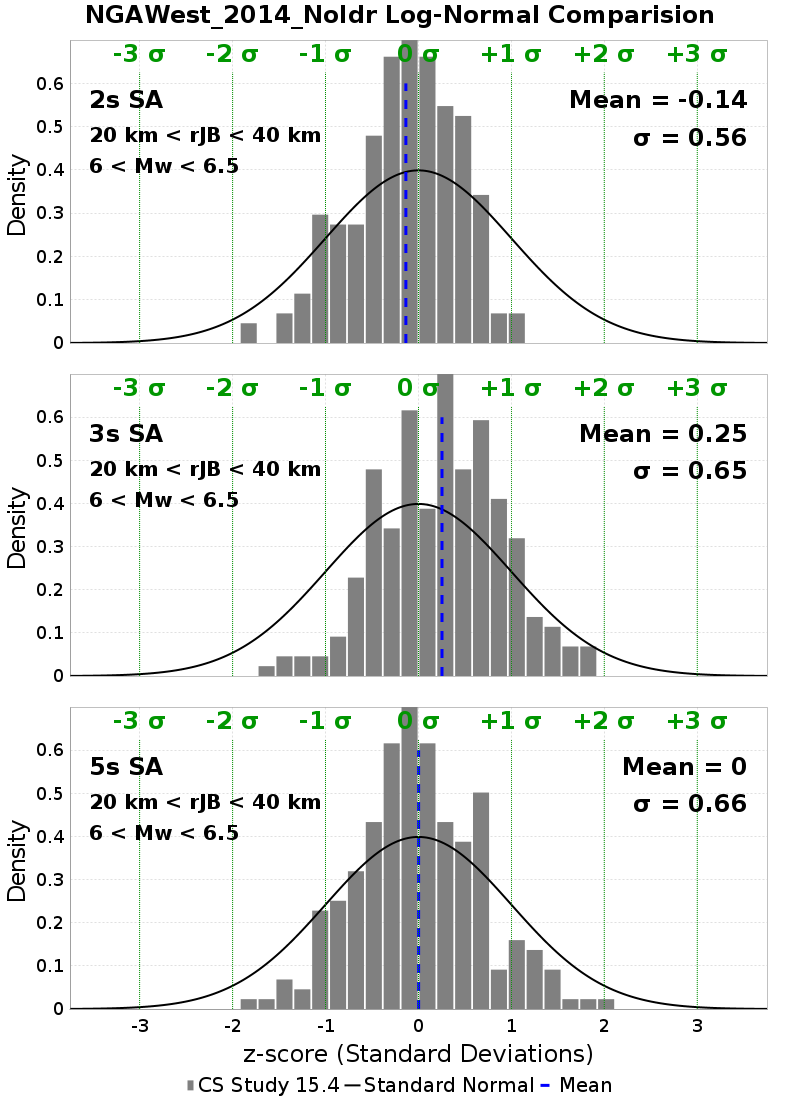 NGAWest_2014_NoIdr Log-Normal Comparision
-3 σ -2 σ -1 σ 0 σ +1 σ +2 σ +3 σ
0.6
2s SA Mean = -0.14
0.5
20 km < rJB < 40 km σ = 0.56
6 < Mw < 6.5
0.4
0.3
0.2
0.1
0
Density
-3 σ -2 σ -1 σ 0 σ +1 σ +2 σ +3 σ
0.6
3s SA Mean = 0.25
0.5
20 km < rJB < 40 km σ = 0.65
6 < Mw < 6.5
0.4
0.3
0.2
0.1
0
Density
-3 σ -2 σ -1 σ 0 σ +1 σ +2 σ +3 σ
0.6
5s SA Mean = 0
0.5
20 km < rJB < 40 km σ = 0.66
6 < Mw < 6.5
0.4
0.3
0.2
0.1
0
Density
-3 -2 -1 0 1 2 3
z-score (Standard Deviations)
CS Study 15.4 Standard Normal Mean